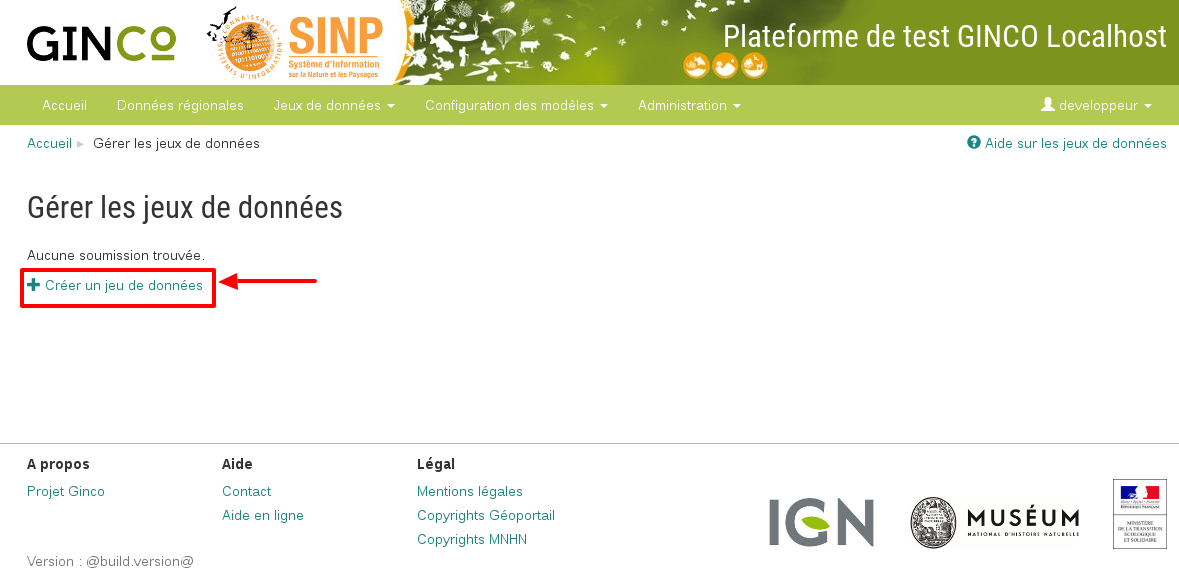 GINCO
SINP
Système d'Information
sur la Nature et les Paysages
Plateforme de test GINCO Localhost
Accueil Données régionales Jeux de données Configuration des modèles Administration developpeur
Accueil ▸ Gérer les jeux de données
Aide sur les jeux de données
Gérer les jeux de données
Aucune soumission trouvée.
Créer un jeu de données
A propos
Projet Ginco
Aide
Contact
Aide en ligne
Légal
Mentions légales
Copyrights Géoportail
Copyrights MNHN
IGN
MUSÉUM
NATIONAL D'HISTOIRE NATURELLE
RÉPUBLIQUE FRANÇAISE
MINISTÈRE
DE LA TRANSITION
ÉCOLOGIQUE
ET SOLIDAIRE
Version : @build.version@